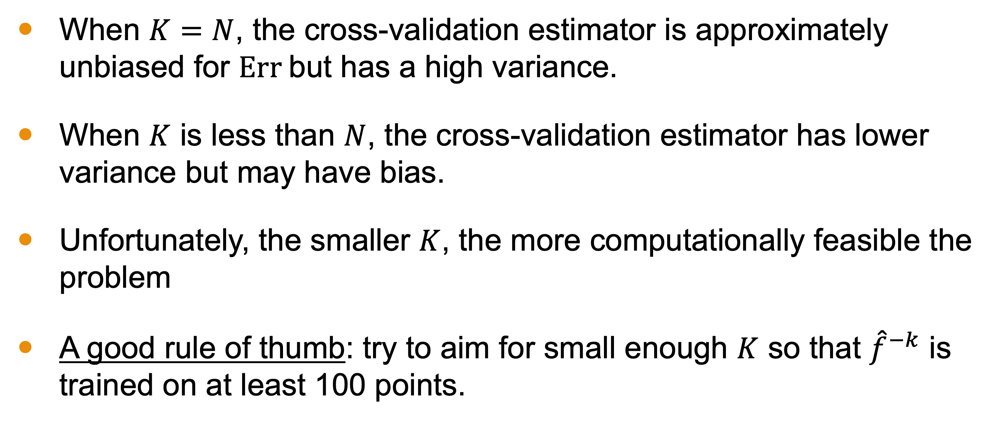 • When K = N, the cross-validation estimator is approximately
unbiased for Err but has a high variance.
• When K is less than N, the cross-validation estimator has lower
variance but may have bias.
• Unfortunately, the smaller K, the more computationally feasible the
problem
• A good rule of thumb: try to aim for small enough K so that f̂⁻ᵏ is
trained on at least 100 points.